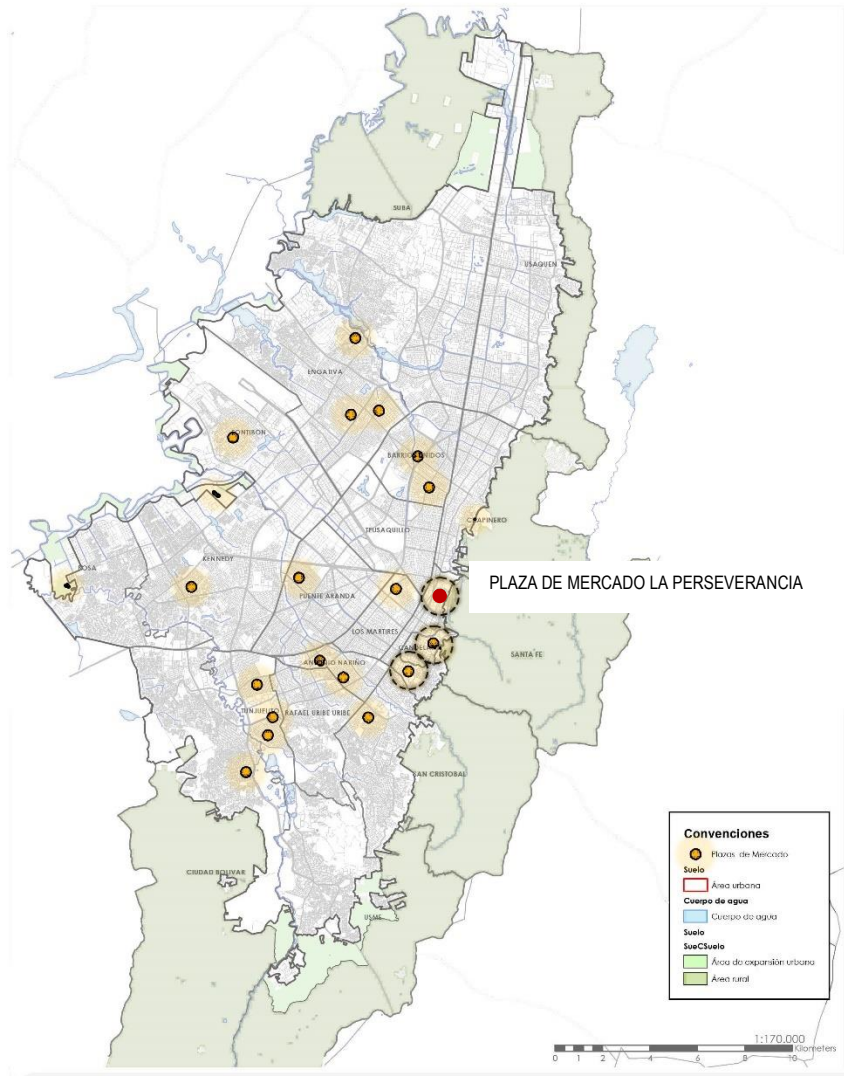 SUBA
USAQUEN
ENGATIVA
FONTIBON
BARRIOS UNIDOS
CHAPINERO
TEUSAQUILLO
KENNEDY
BOSA
PUENTE ARANDA
PLAZA DE MERCADO LA PERSEVERANCIA
LOS MARTIRES
CANDELARIA
SANTA FE
ANTONIO NARIÑO
TUNJUELITO
RAFAEL URIBE URIBE
SAN CRISTOBAL
CIUDAD BOLIVAR
USME
Convenciones
Plazas de Mercado
Suelo
Área urbana
Cuerpo de agua
Cuerpo de agua
Suelo
SueCSuelo
Área de expansión urbana
Área rural
1:170.000
Kilometers
0 1 2 4 6 8 10